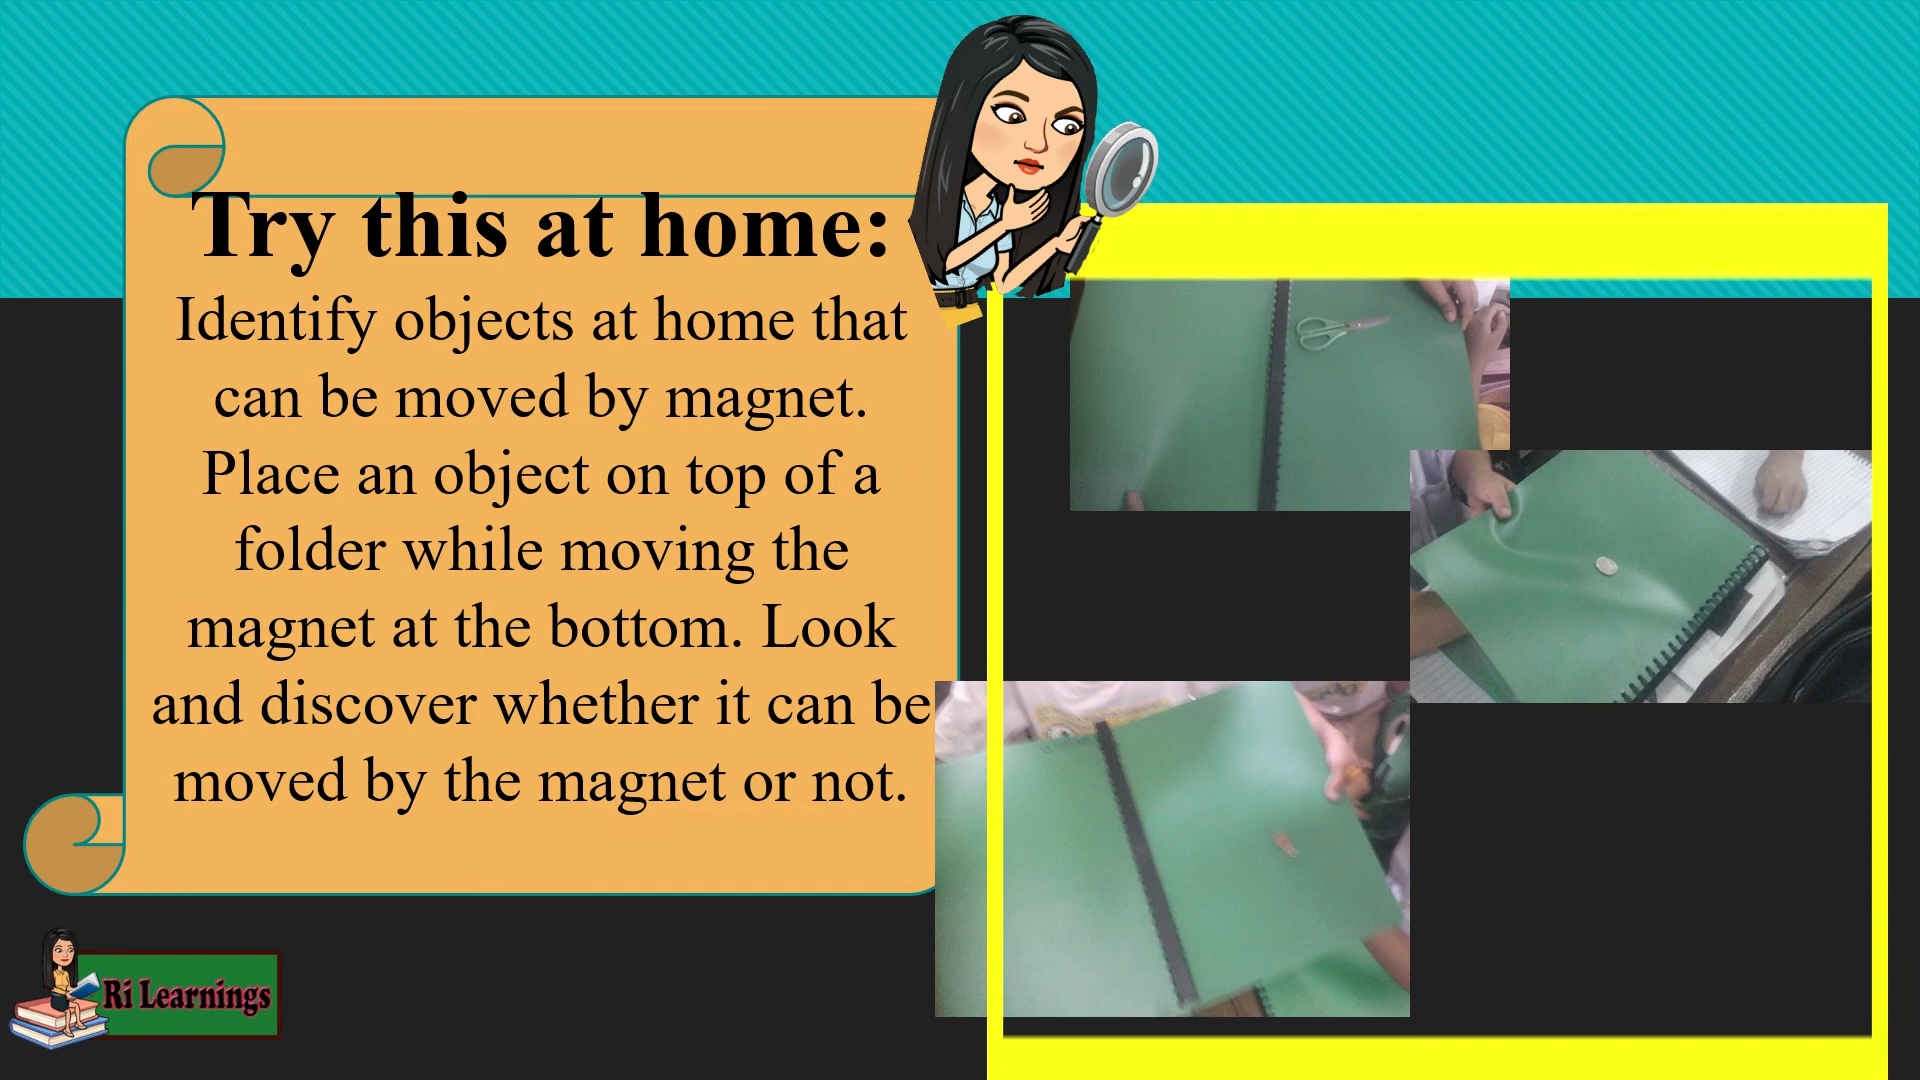 Try this at home:
Identify objects at home that
can be moved by magnet.
Place an object on top of a
folder while moving the
magnet at the bottom. Look
and discover whether it can be
moved by the magnet or not.
Ri Learnings